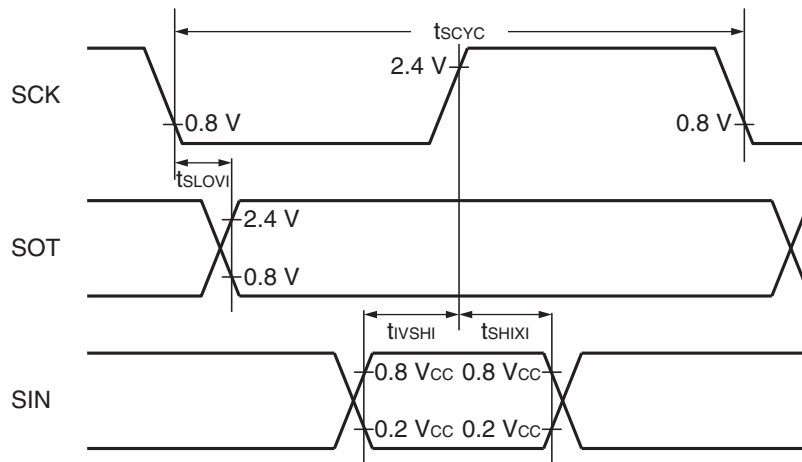 tSCYC
SCK
2.4 V
0.8 V
0.8 V
tSLOVI
SOT
2.4 V
0.8 V
tIVSHI
tSHIXI
SIN
0.8 VCC
0.8 VCC
0.2 VCC
0.2 VCC